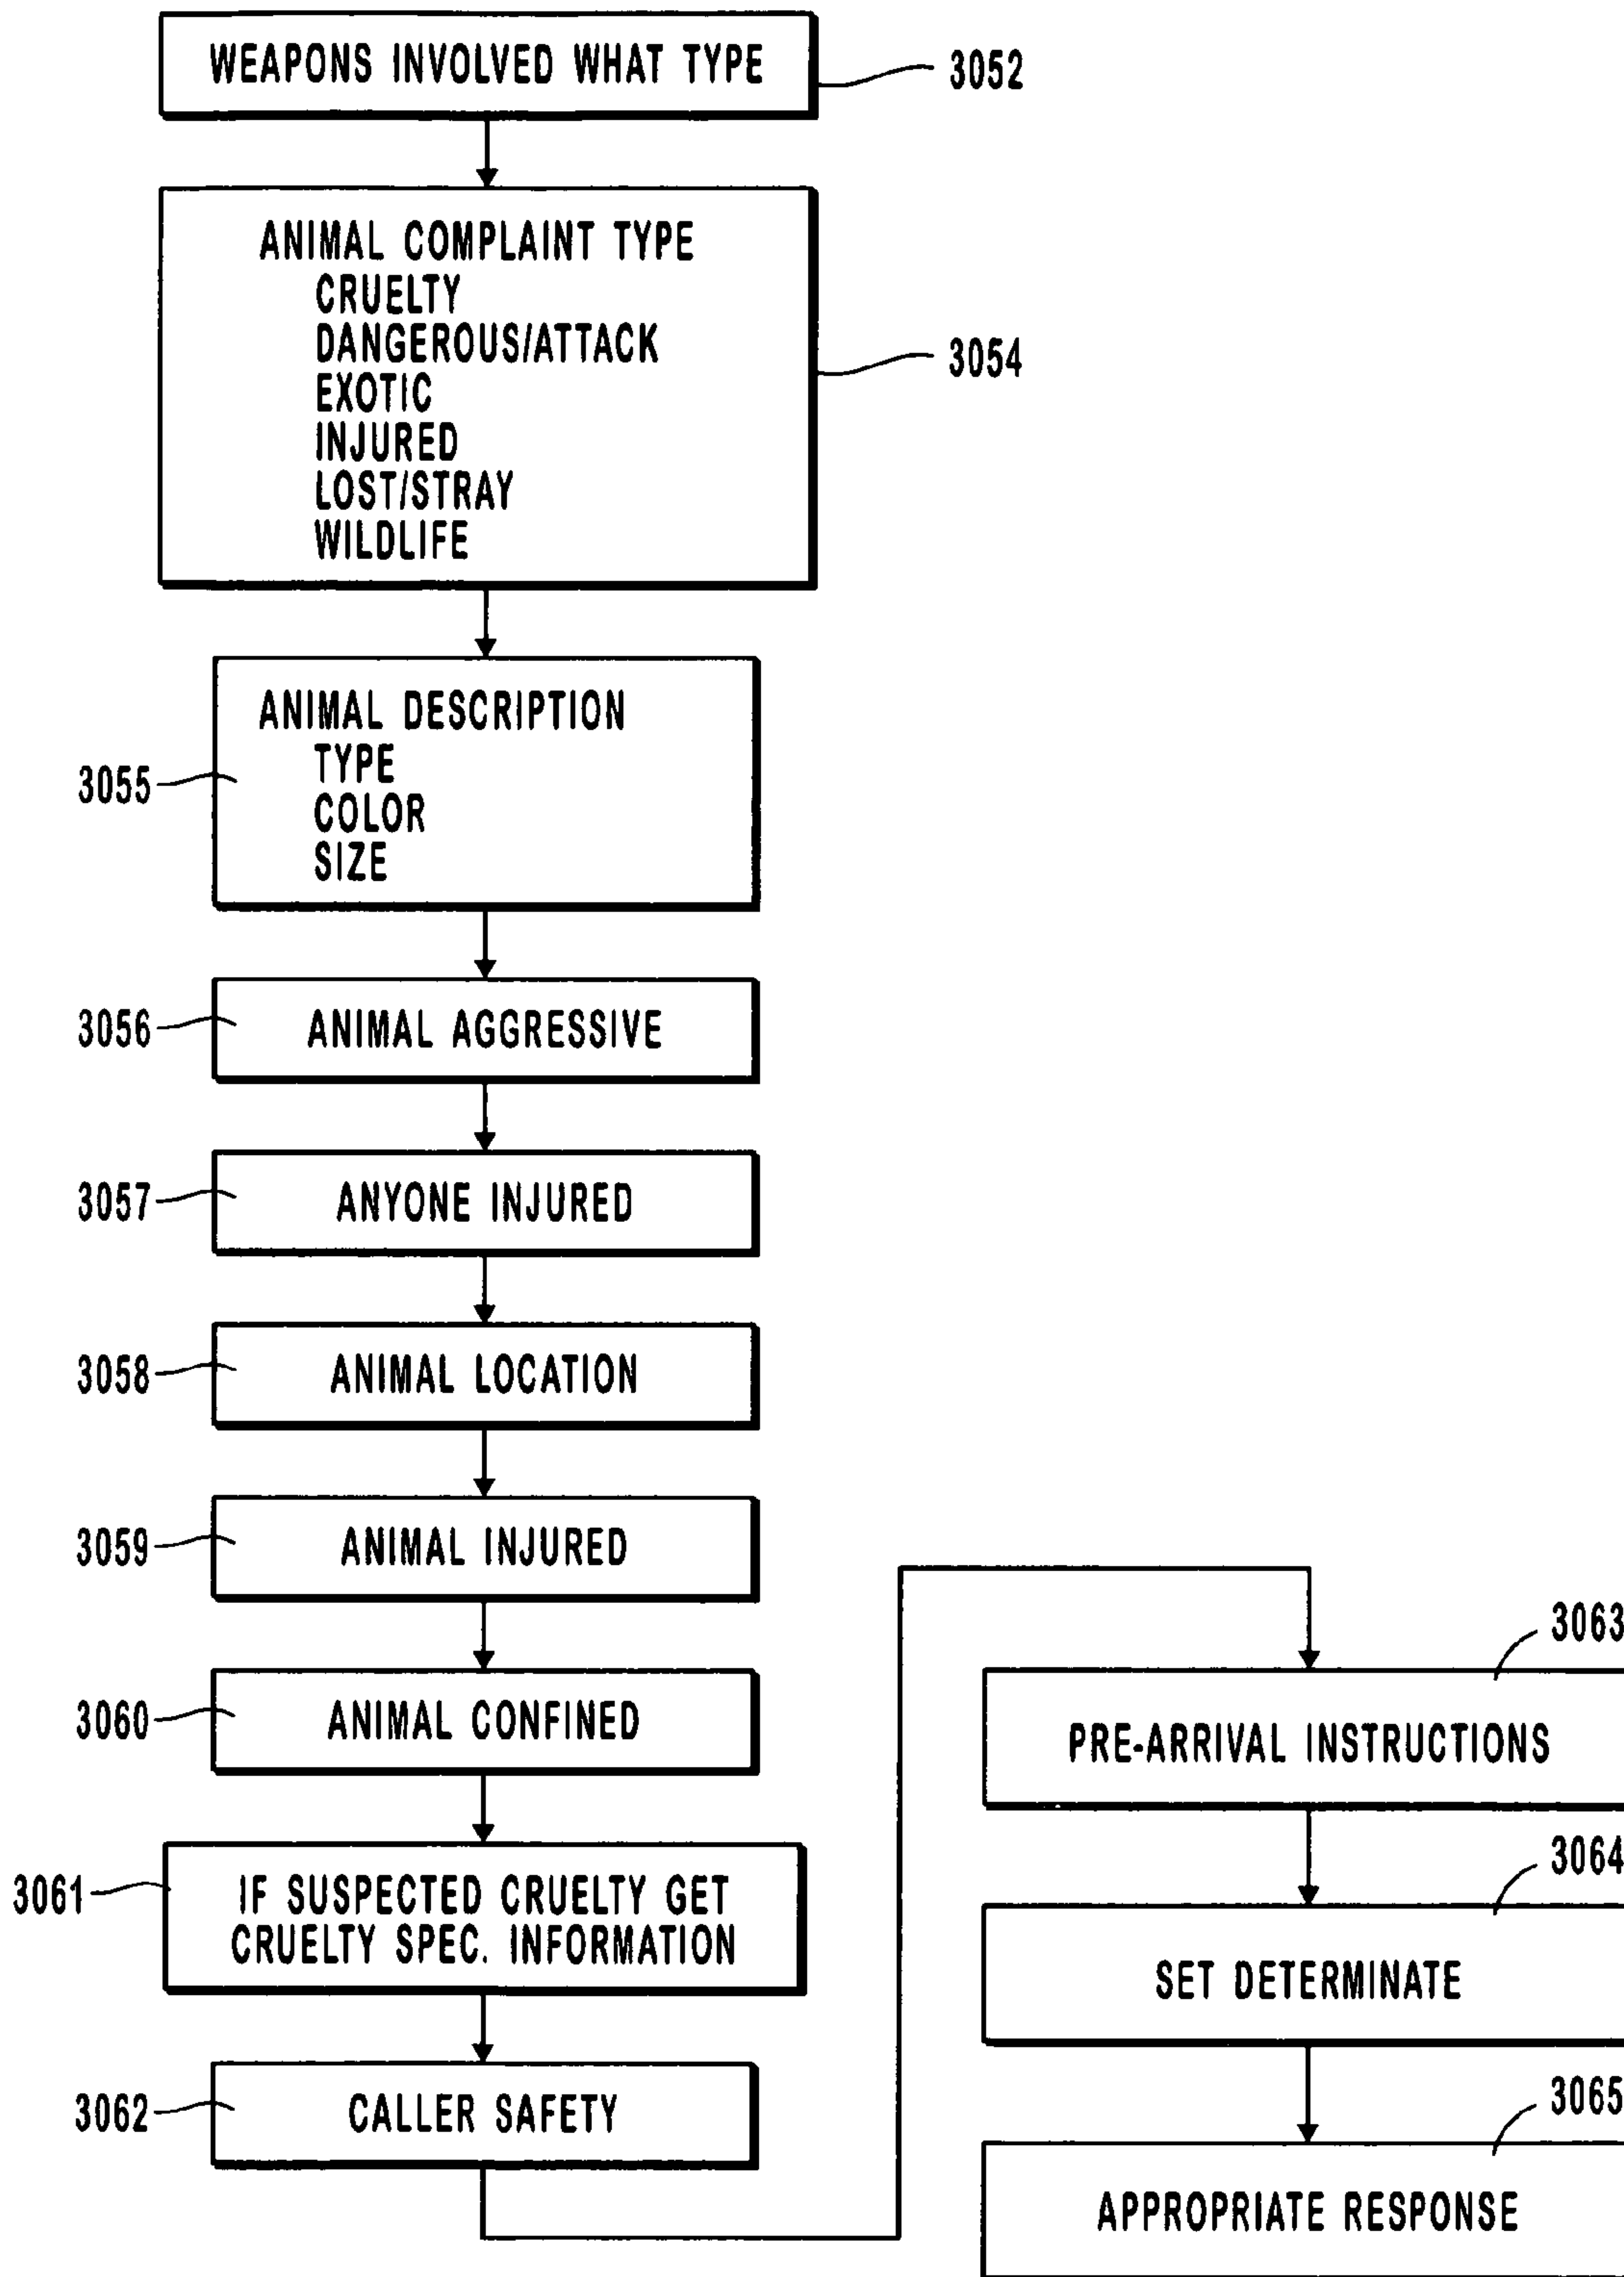 WEAPONS INVOLVED WHAT TYPE
3052
ANIMAL COMPLAINT TYPE
CRUELTY
DANGEROUS/ATTACK
EXOTIC
INJURED
LOST/STRAY
WILDLIFE
3054
ANIMAL DESCRIPTION
TYPE
COLOR
SIZE
3055
3056
ANIMAL AGGRESSIVE
3057
ANYONE INJURED
3058
ANIMAL LOCATION
3059
ANIMAL INJURED
3060
ANIMAL CONFINED
3061
IF SUSPECTED CRUELTY GET
CRUELTY SPEC. INFORMATION
3062
CALLER SAFETY
3063
PRE-ARRIVAL INSTRUCTIONS
3064
SET DETERMINATE
3065
APPROPRIATE RESPONSE